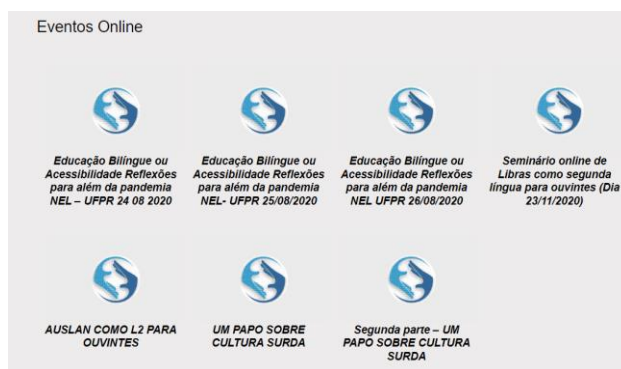 Eventos Online
Educação Bilíngue ou
Acessibilidade Reflexões
para além da pandemia
NEL – UFPR 24 08 2020
Educação Bilíngue ou
Acessibilidade Reflexões
para além da pandemia
NEL- UFPR 25/08/2020
Educação Bilíngue ou
Acessibilidade Reflexões
para além da pandemia
NEL UFPR 26/08/2020
Seminário online de
Libras como segunda
língua para ouvintes (Dia
23/11/2020)
AUSLAN COMO L2 PARA
OUVINTES
UM PAPO SOBRE
CULTURA SURDA
Segunda parte – UM
PAPO SOBRE CULTURA
SURDA